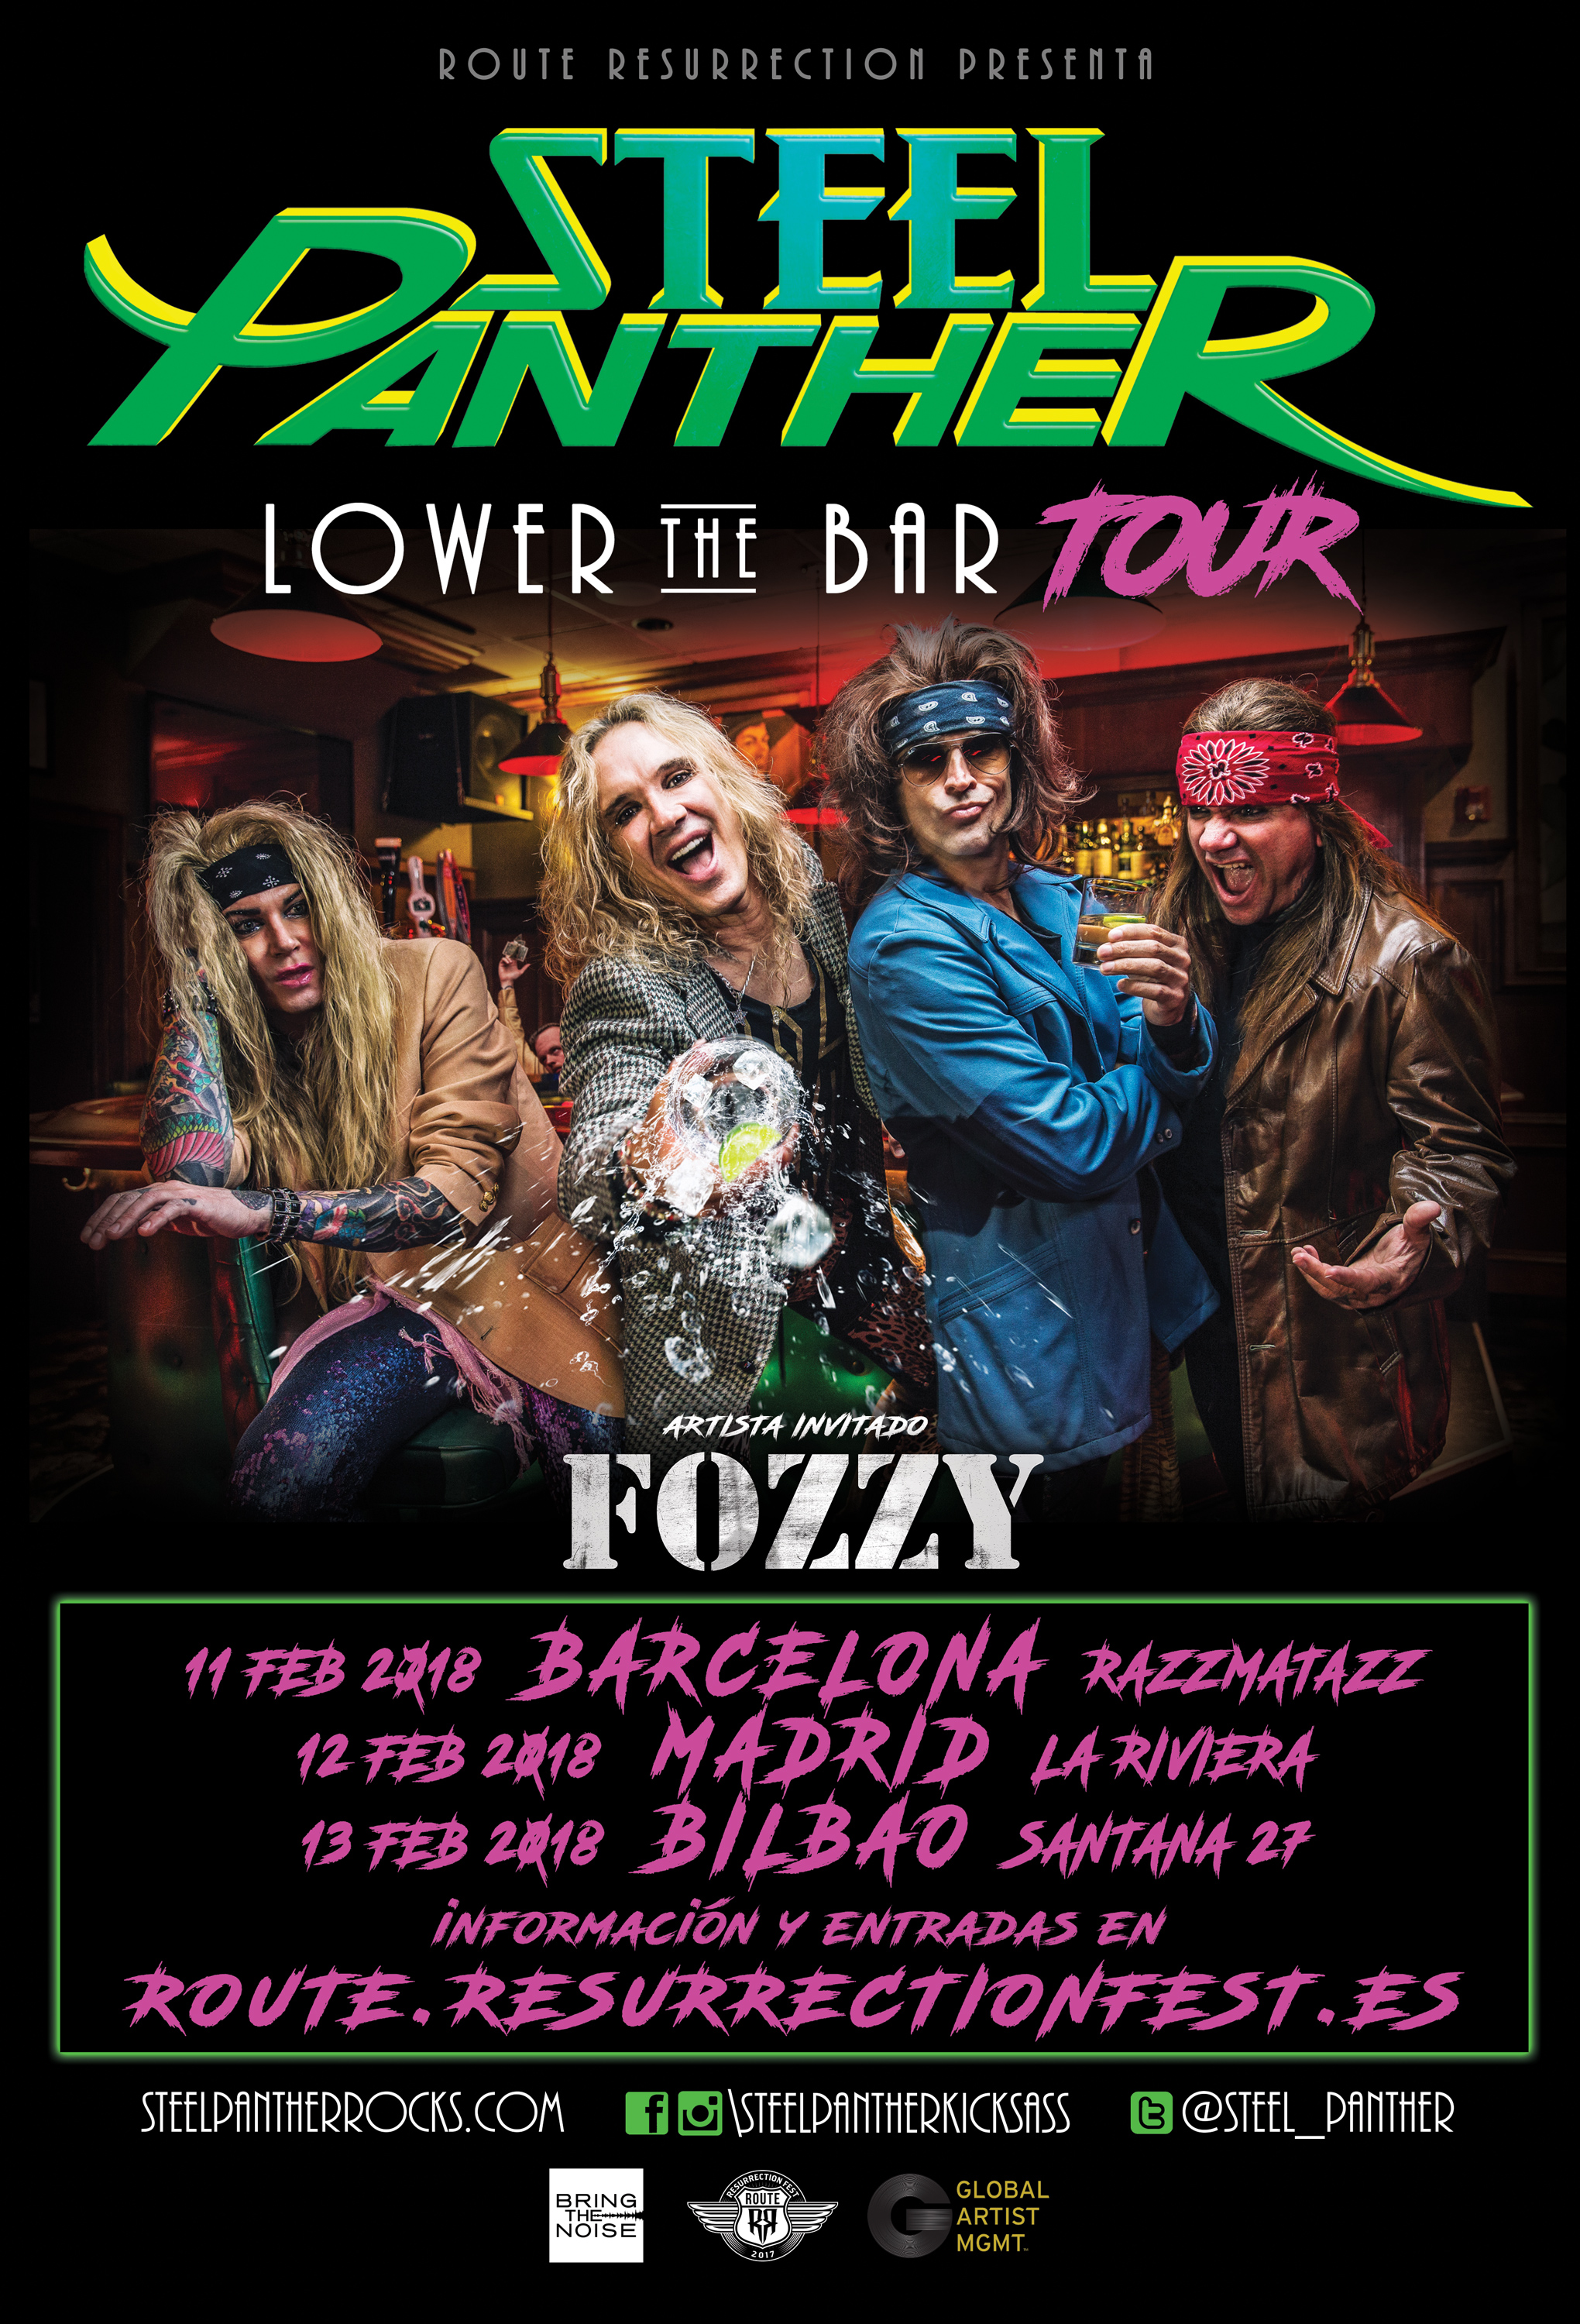 ROUTE RESURRECTION PRESENTA
STEEL
PANTHER
LOWER THE BAR TOUR
ARTISTA INVITADO
FOZZY
11 FEB 2018 BARCELONA RAZZMATAZZ
12 FEB 2018 MADRID LA RIVIERA
13 FEB 2018 BILBAO SANTANA 27
INFORMACIÓN Y ENTRADAS EN
ROUTE.RESURRECTIONFEST.ES
STEELPANTHERROCKS.COM \STEELPANTHERKICKSASS @STEEL_PANTHER
BRING
THE
NOISE
RESURRECTION FEST
ROUTE
RR
2017
GLOBAL
ARTIST
MGMT